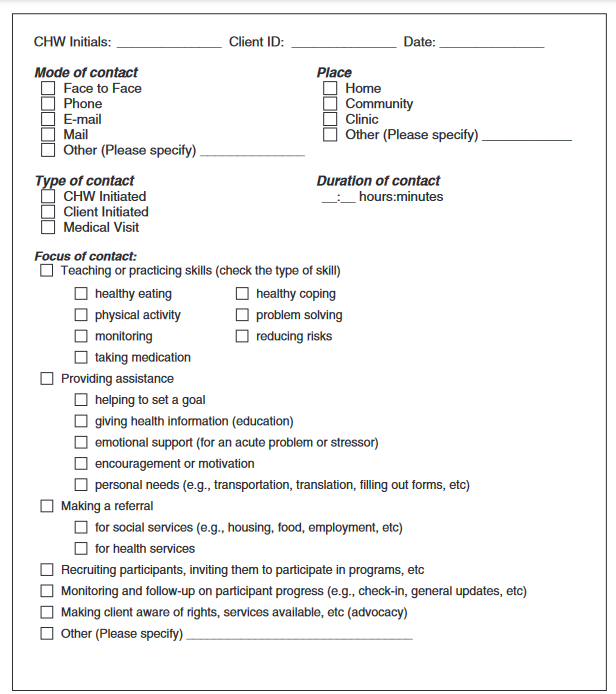 CHW Initials: _______________ Client ID: _______________ Date: _______________
Mode of contact
Face to Face
Phone
E-mail
Mail
Other (Please specify) _______________
Place
Home
Community
Clinic
Other (Please specify) _____________
Type of contact
CHW Initiated
Client Initiated
Medical Visit
Duration of contact
__:__ hours:minutes
Focus of contact:
Teaching or practicing skills (check the type of skill)
healthy eating
physical activity
monitoring
taking medication
healthy coping
problem solving
reducing risks
Providing assistance
helping to set a goal
giving health information (education)
emotional support (for an acute problem or stressor)
encouragement or motivation
personal needs (e.g., transportation, translation, filling out forms, etc)
Making a referral
for social services (e.g., housing, food, employment, etc)
for health services
Recruiting participants, inviting them to participate in programs, etc
Monitoring and follow-up on participant progress (e.g., check-in, general updates, etc)
Making client aware of rights, services available, etc (advocacy)
Other (Please specify) ___________________________________